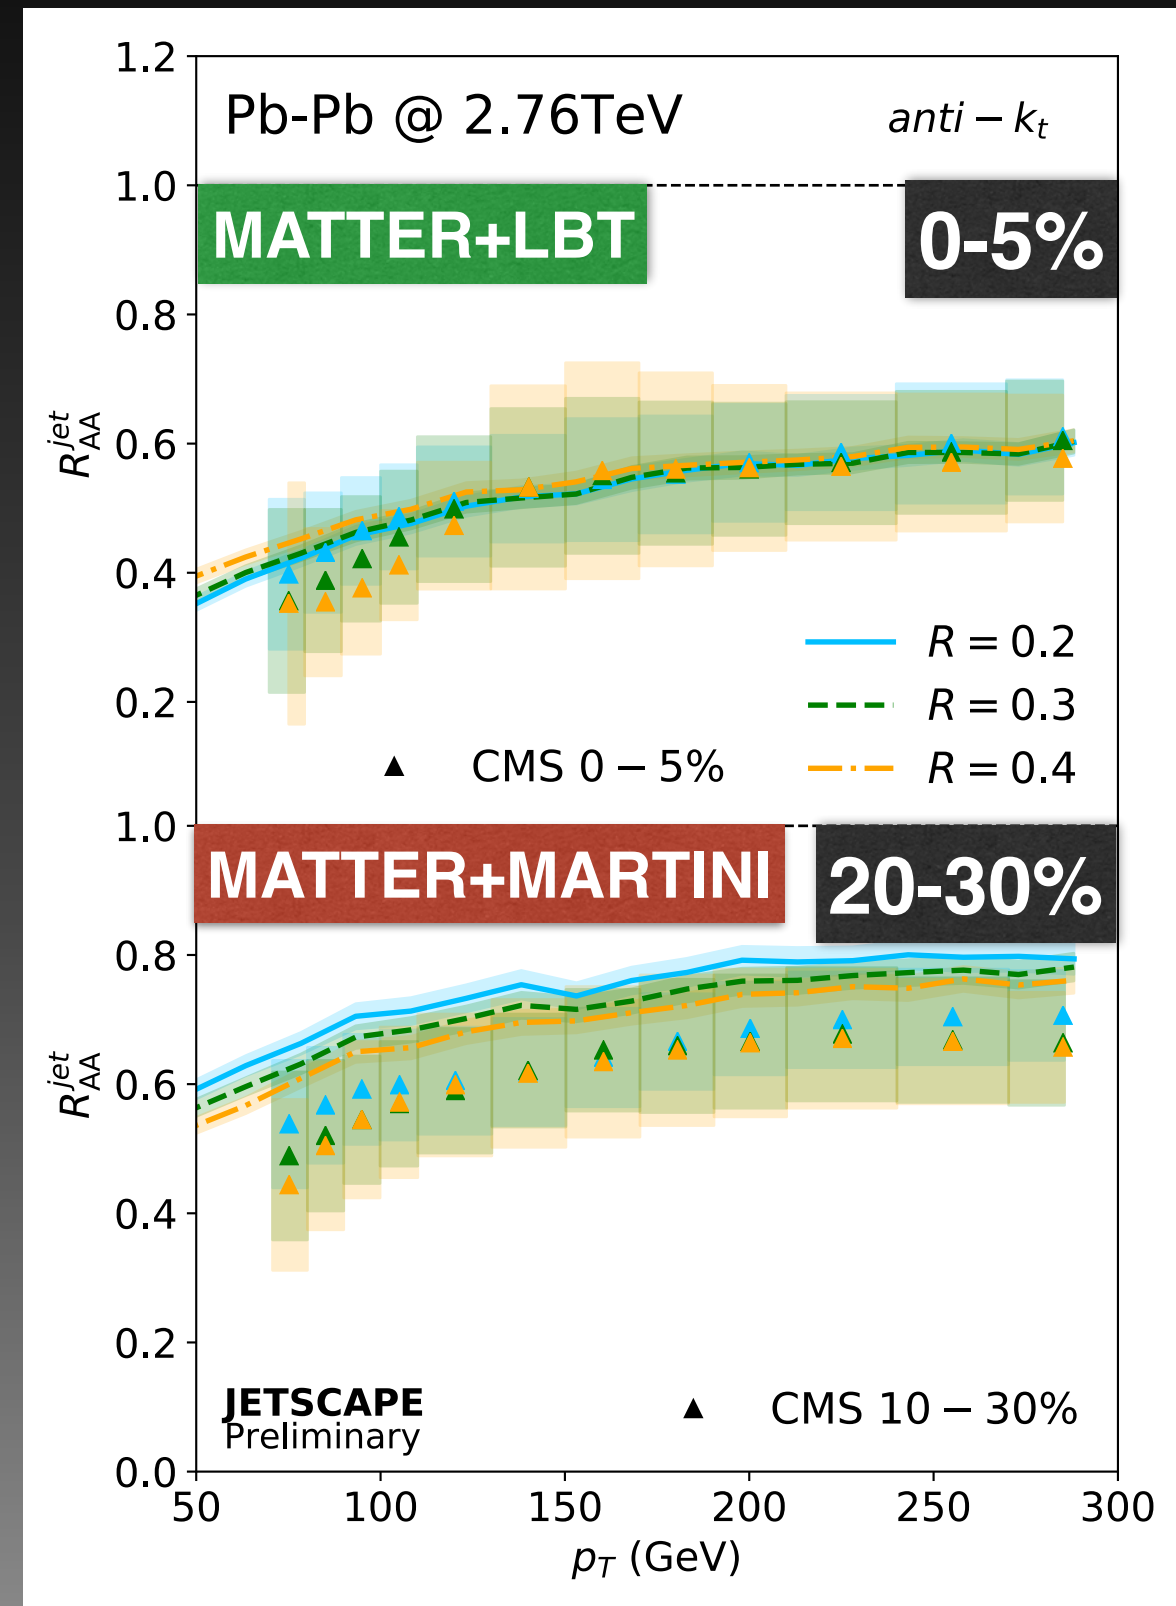 1.2
Pb-Pb @ 2.76TeV
anti − k_t
1.0
MATTER+LBT
0-5%
0.8
R_AA^jet
0.6
0.4
R = 0.2
0.2
R = 0.3
CMS 0 − 5%
R = 0.4
1.0
MATTER+MARTINI
20-30%
0.8
R_AA^jet
0.6
0.4
0.2
JETSCAPE
Preliminary
CMS 10 − 30%
0.0
50 100 150 200 250 300
p_T (GeV)